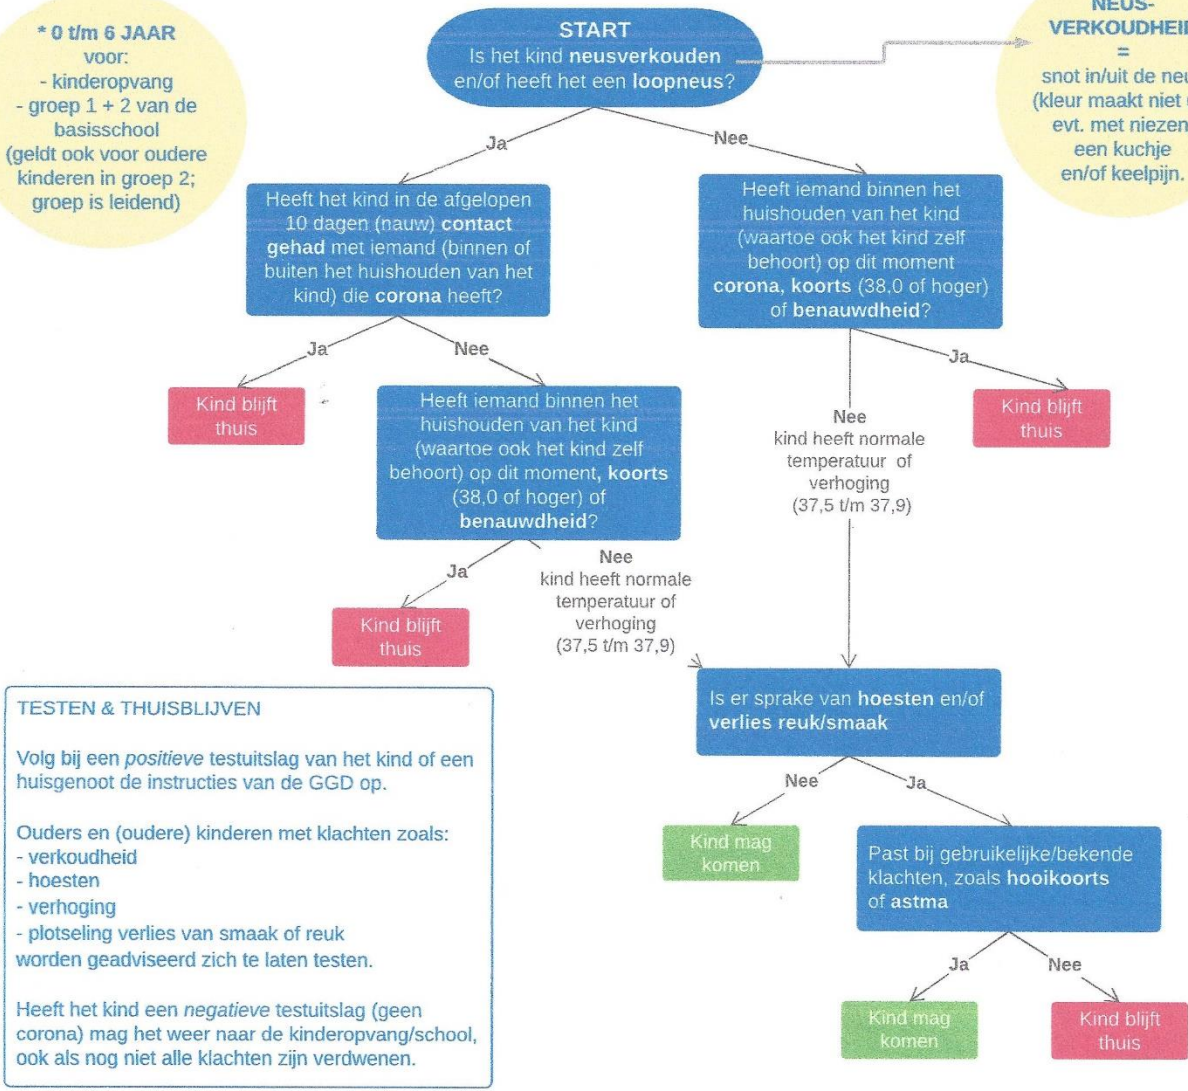 * 0 t/m 6 JAAR
voor:
- kinderopvang
- groep 1 + 2 van de
basisschool
(geldt ook voor oudere
kinderen in groep 2;
groep is leidend)
START
Is het kind neusverkouden
en/of heeft het een loopneus?
NEUS-
VERKOUDHEID
=
snot in/uit de
(kleur maakt niet
evt. met niezen
een kuchje
en/of keelpijn.
Ja
Nee
Heeft het kind in de afgelopen
10 dagen (nauw) contact
gehad met iemand (binnen of
buiten het huishouden van het
kind) die corona heeft?
Heeft iemand binnen het
huishouden van het kind
(waartoe ook het kind zelf
behoort) op dit moment
corona, koorts (38,0 of hoger)
of benauwdheid?
Ja
Nee
Ja
Kind blijft
thuis
Heeft iemand binnen het
huishouden van het kind
(waartoe ook het kind zelf
behoort) op dit moment, koorts
(38,0 of hoger) of
benauwdheid?
Nee
kind heeft normale
temperatuur of
verhoging
(37,5 t/m 37,9)
Kind blijft
thuis
Ja
Nee
kind heeft normale
temperatuur of
verhoging
(37,5 t/m 37,9)
Kind blijft
thuis
Is er sprake van hoesten en/of
verlies reuk/smaak
Nee
Ja
Kind mag
komen
Past bij gebruikelijke/bekende
klachten, zoals hooikoorts
of astma
Ja
Nee
Kind mag
komen
Kind blijft
thuis
TESTEN & THUISBLIJVEN
Volg bij een positieve testuitslag van het kind of een
huisgenoot de instructies van de GGD op.
Ouders en (oudere) kinderen met klachten zoals:
- verkoudheid
- hoesten
- verhoging
- plotseling verlies van smaak of reuk
worden geadviseerd zich te laten testen.
Heeft het kind een negatieve testuitslag (geen
corona) mag het weer naar de kinderopvang/school,
ook als nog niet alle klachten zijn verdwenen.